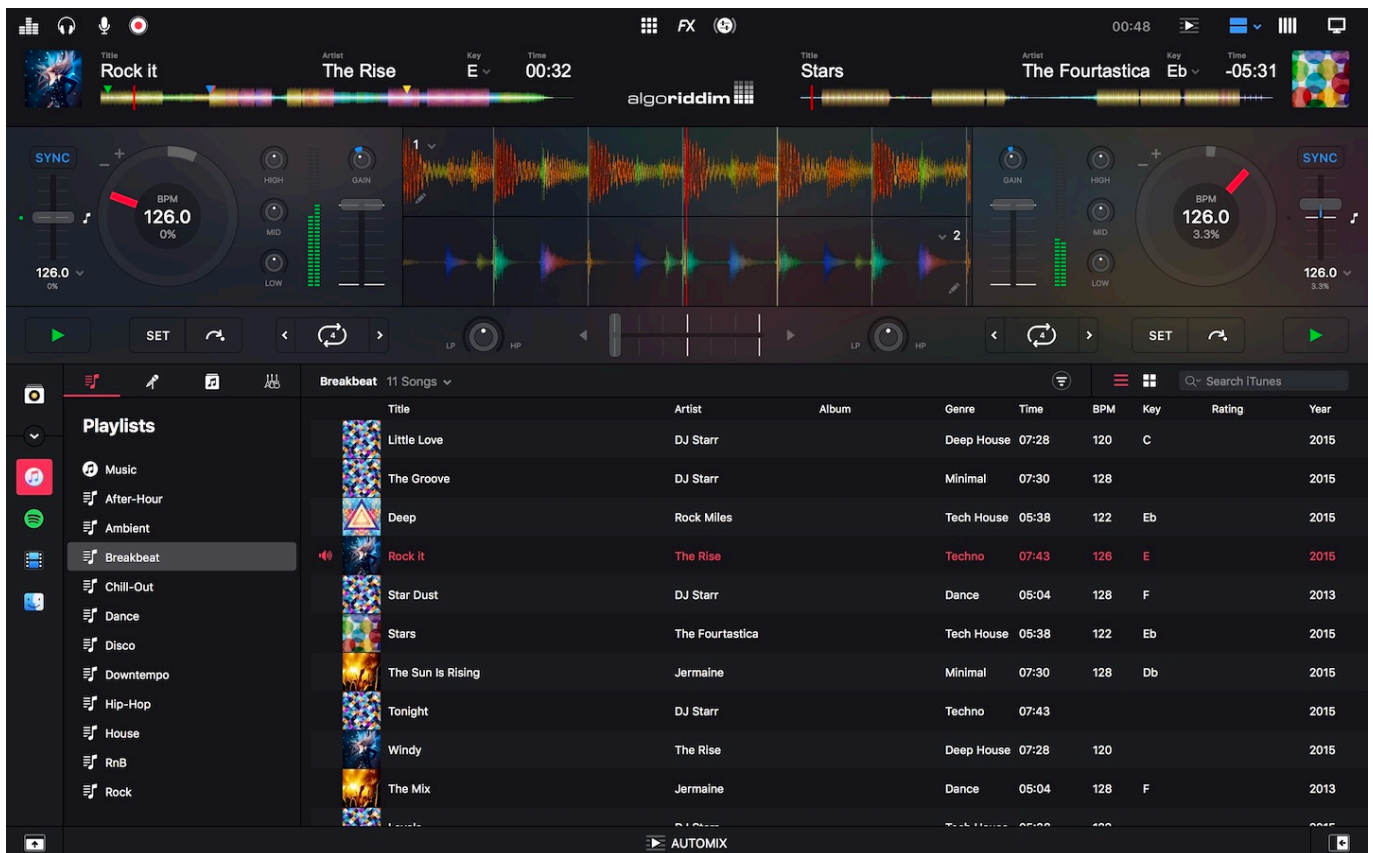 FX
00:48
Title Artist Key Time
Rock it The Rise E 00:32
Title Artist Key Time
Stars The Fourtastica Eb -05:31
algoriddim
SYNC
BPM
126.0
0%
126.0
0%
HIGH
MID
LOW
GAIN
1
2
GAIN
HIGH
MID
LOW
BPM
126.0
3.3%
SYNC
126.0
3.3%
SET
4
LP HP
LP HP
4
SET
Playlists
Music
After-Hour
Ambient
Breakbeat
Chill-Out
Dance
Disco
Downtempo
Hip-Hop
House
RnB
Rock
Breakbeat 11 Songs
Search iTunes
Title Artist Album Genre Time BPM Key Rating Year
Little Love DJ Starr Deep House 07:28 120 C 2015
The Groove DJ Starr Minimal 07:30 128 2015
Deep Rock Miles Tech House 05:38 122 Eb 2015
Rock it The Rise Techno 07:43 126 E 2015
Star Dust DJ Starr Dance 05:04 128 F 2013
Stars The Fourtastica Tech House 05:38 122 Eb 2015
The Sun Is Rising Jermaine Minimal 07:30 128 Db 2015
Tonight DJ Starr Techno 07:43 2015
Windy The Rise Deep House 07:28 120 2015
The Mix Jermaine Dance 05:04 128 F 2013
AUTOMIX